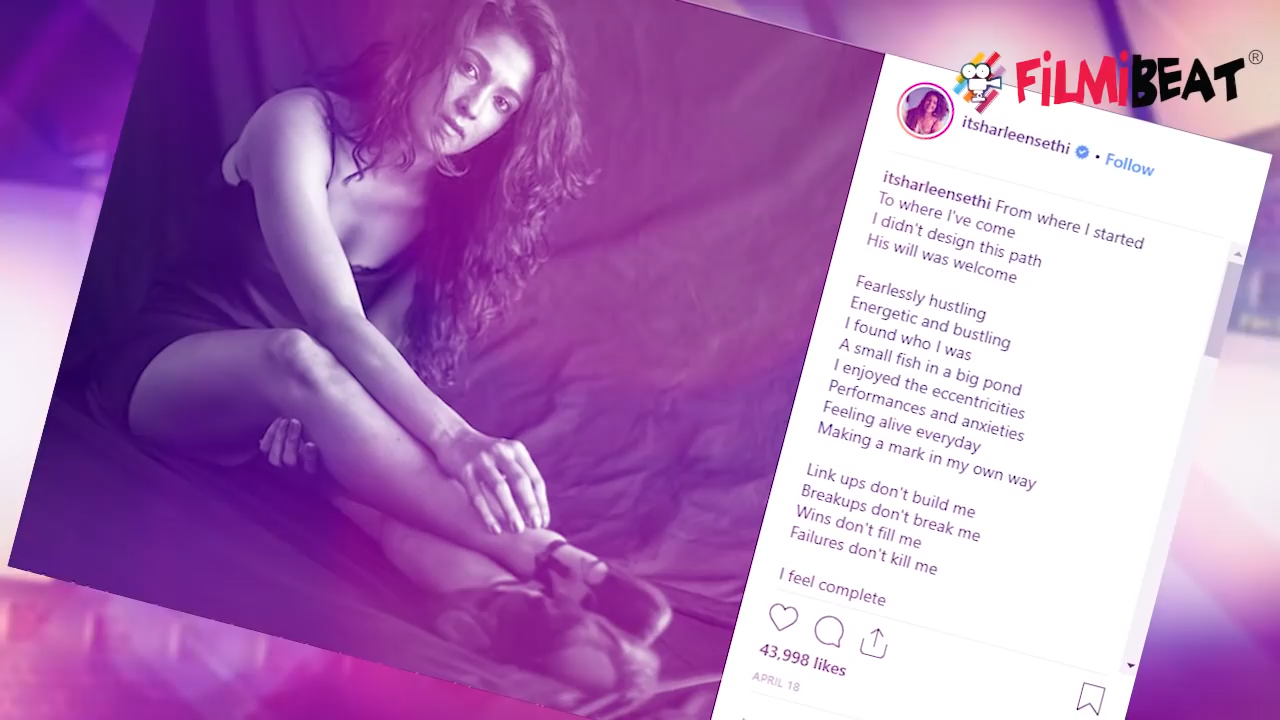 FiLMiBEAT®
itsharleensethi • Follow
itsharleensethi From where I started
To where I've come
I didn't design this path
His will was welcome
Fearlessly hustling
Energetic and bustling
I found who I was
A small fish in a big pond
I enjoyed the eccentricities
Performances and anxieties
Feeling alive everyday
Making a mark in my own way
Link ups don't build me
Breakups don't break me
Wins don't fill me
Failures don't kill me
I feel complete
43,998 likes
APRIL 18